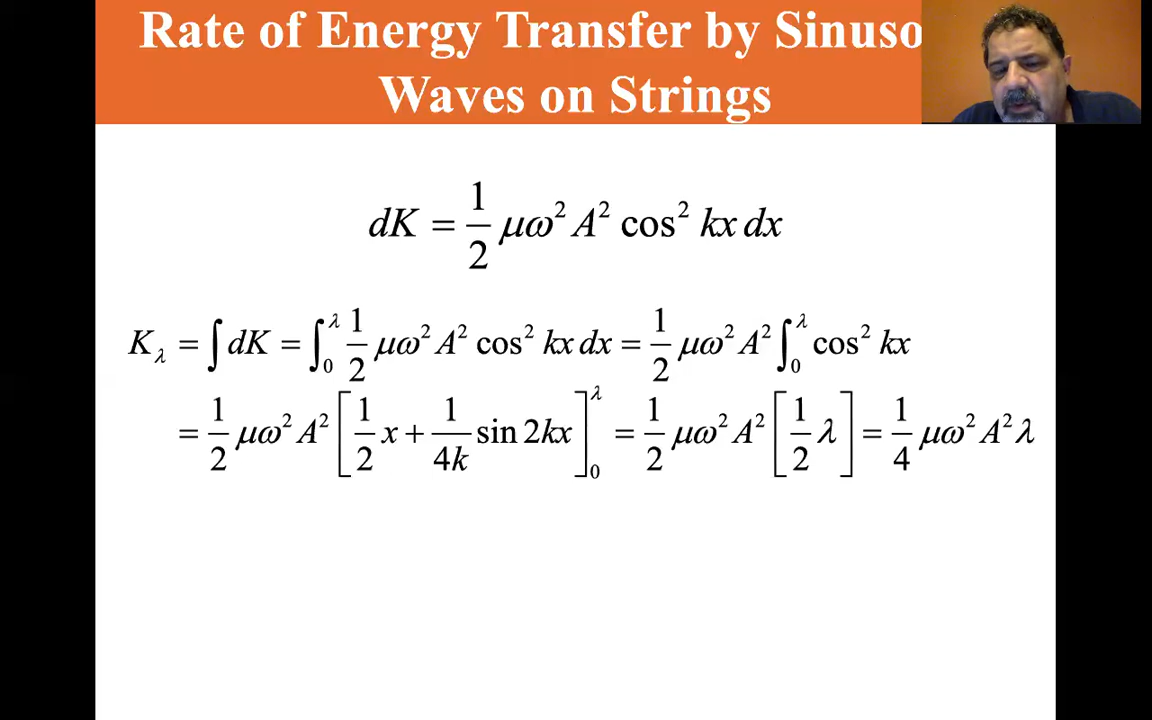 Rate of Energy Transfer by Sinuso
Waves on Strings
dK = 1/2 μω² A² cos² kx dx
K_λ = ∫ dK = ∫₀^λ 1/2 μω² A² cos² kx dx = 1/2 μω² A² ∫₀^λ cos² kx
= 1/2 μω² A² [1/2 x + 1/4k sin 2kx]₀^λ = 1/2 μω² A² [1/2 λ] = 1/4 μω² A² λ